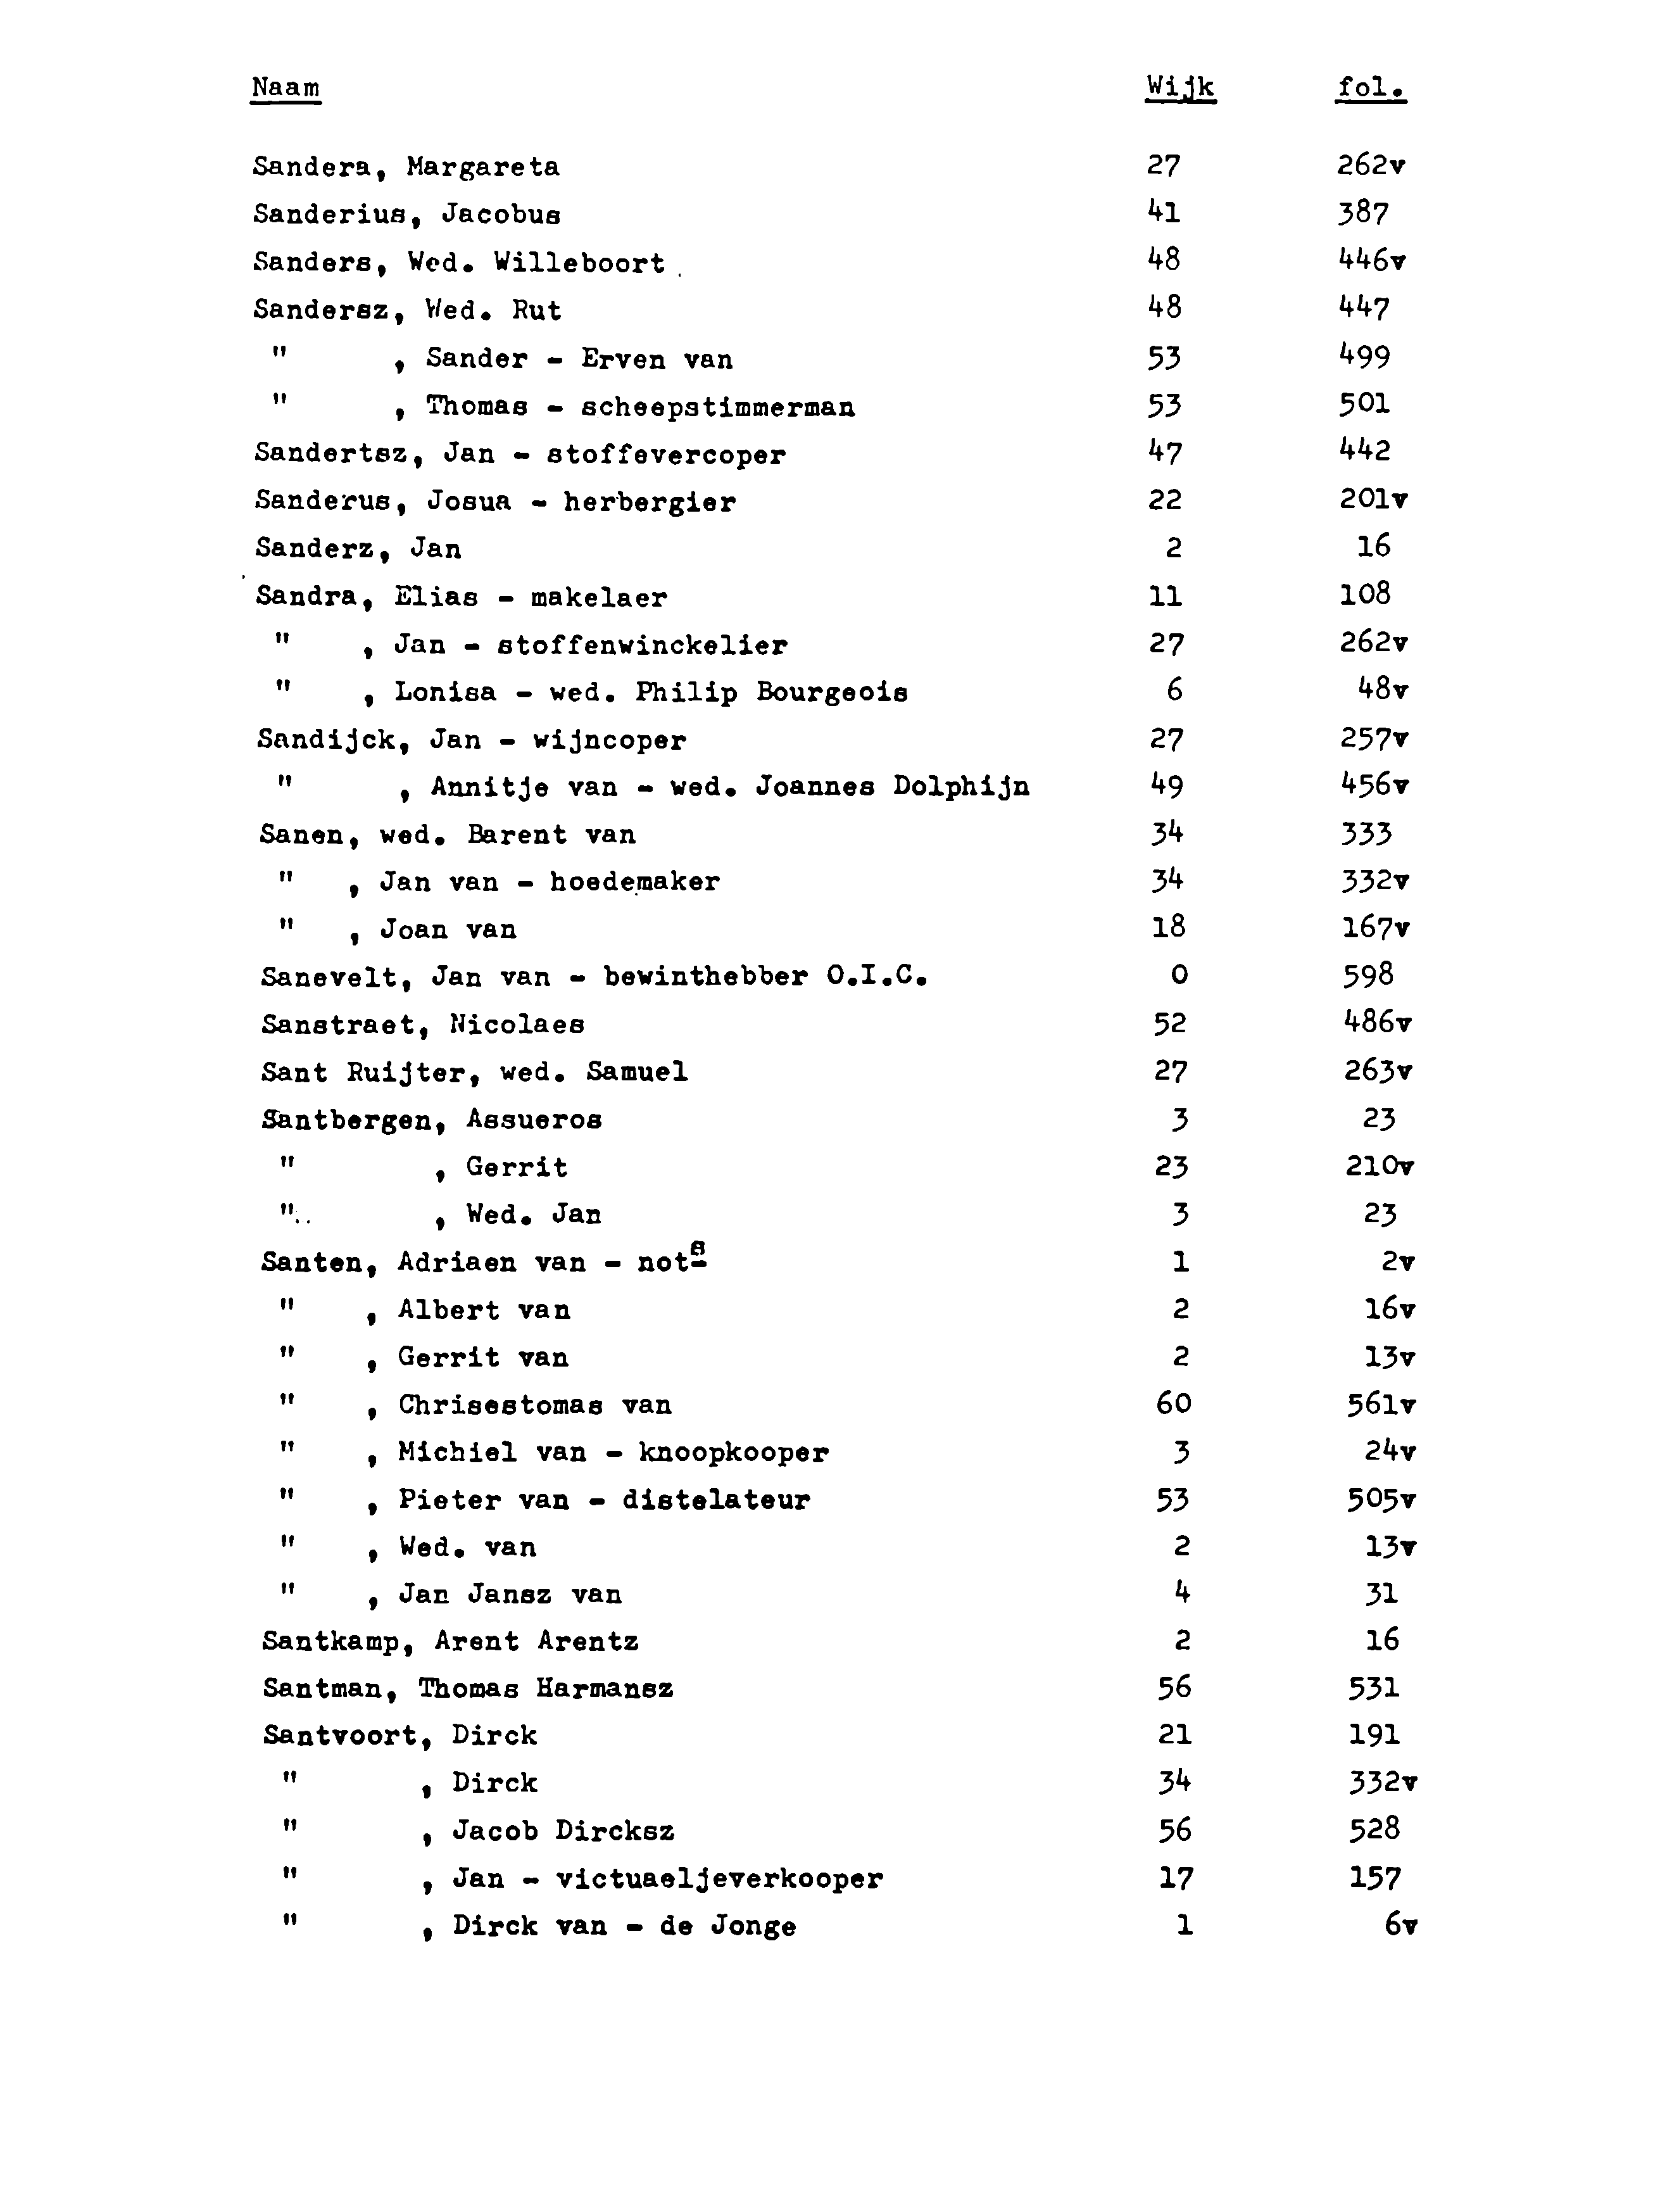 Naam Wijk fol.
Sandera, Margareta 27 262v
Sanderius, Jacobus 41 387
Sanders, Wed. Willeboort 48 446v
Sandersz, Wed. Rut 48 447
" , Sander - Erven van 53 499
" , Thomas - scheepstimmerman 53 501
Sandertsz, Jan - stoffevercoper 47 442
Sanderus, Josua - herbergier 22 201v
Sanderz, Jan 2 16
Sandra, Elias - makelaer 11 108
" , Jan - stoffenwinckelier 27 262v
" , Lonisa - wed. Philip Bourgeois 6 48v
Sandijck, Jan - wijncoper 27 257v
" , Annitje van - wed. Joannes Dolphijn 49 456v
Sanen, wed. Barent van 34 333
" , Jan van - hoedemaker 34 332v
" , Joan van 18 167v
Sanevelt, Jan van - bewinthebber O.I.C. 0 598
Sanstraet, Nicolaes 52 486v
Sant Ruijter, wed. Samuel 27 263v
Santbergen, Assueros 3 23
" , Gerrit 23 210v
" , Wed. Jan 3 23
Santen, Adriaen van - nots 1 2v
" , Albert van 2 16v
" , Gerrit van 2 13v
" , Chrisestomas van 60 561v
" , Michiel van - knoopkooper 3 24v
" , Pieter van - distelateur 53 505v
" , Wed. van 2 13v
" , Jan Jansz van 4 31
Santkamp, Arent Arentz 2 16
Santman, Thomas Harmansz 56 531
Santvoort, Dirck 21 191
" , Dirck 34 332v
" , Jacob Dircksz 56 528
" , Jan - victuaeljeverkooper 17 157
" , Dirck van - de Jonge 1 6v